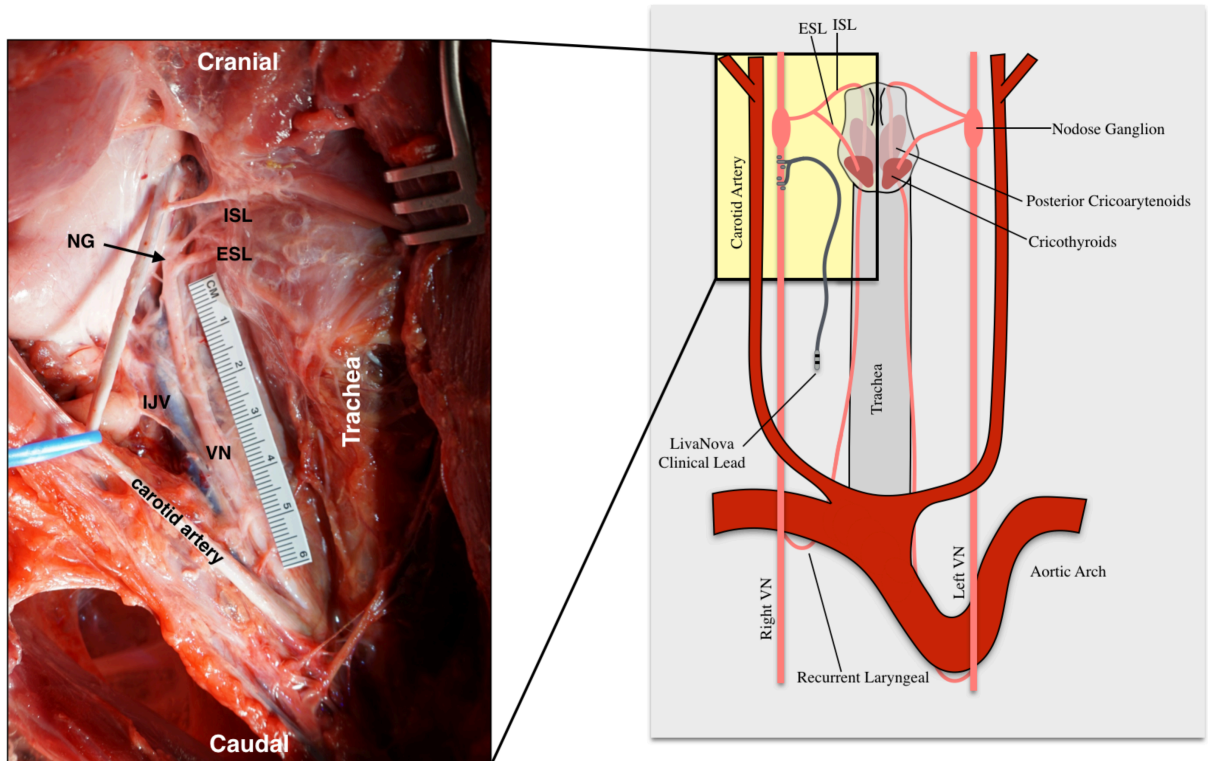 Cranial
ISL
NG
ESL
CM
1
2
3
4
5
6
IJV
VN
Trachea
carotid artery
Caudal
ESL
ISL
Carotid Artery
Nodose Ganglion
Posterior Cricoarytenoids
Cricothyroids
Trachea
LivaNova
Clinical Lead
Right VN
Left VN
Aortic Arch
Recurrent Laryngeal